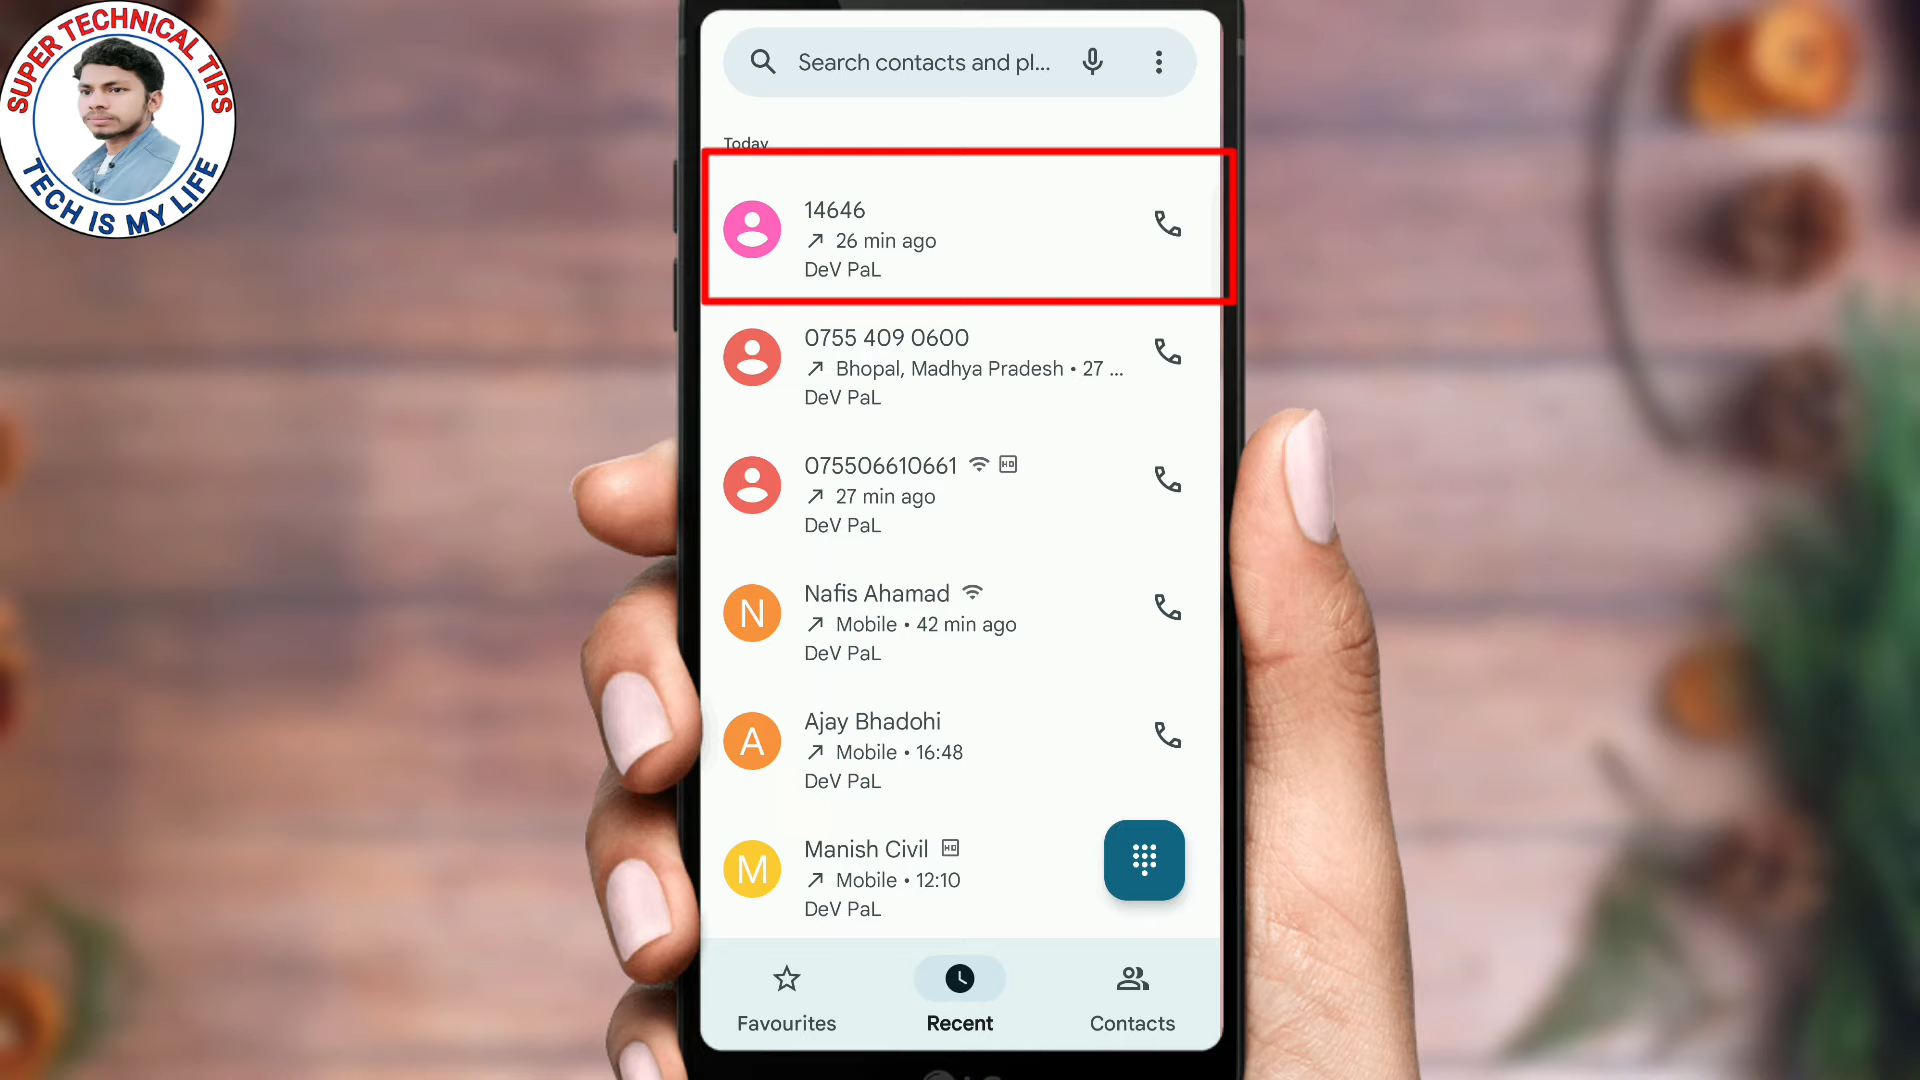 SUPER TECHNICAL TIPS
TECH IS MY LIFE
Search contacts and pl...
Today
14646
26 min ago
DeV PaL
0755 409 0600
Bhopal, Madhya Pradesh • 27 ...
DeV PaL
075506610661 HD
27 min ago
DeV PaL
N
Nafis Ahamad
Mobile • 42 min ago
DeV PaL
A
Ajay Bhadohi
Mobile • 16:48
DeV PaL
M
Manish Civil HD
Mobile • 12:10
DeV PaL
Favourites
Recent
Contacts